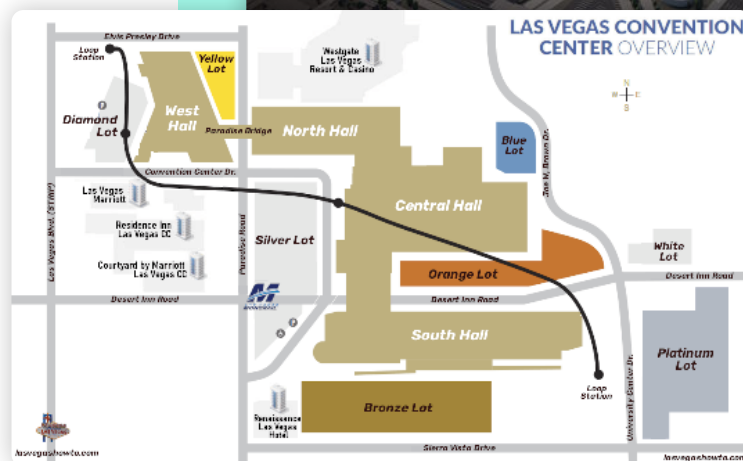 LAS VEGAS CONVENTION
CENTER OVERVIEW
Elvis Presley Drive
Loop
Station
Yellow
Lot
Westgate
Las Vegas
Resort & Casino
N
E
S
P
Diamond
Lot
West
Hall
Paradise Bridge
North Hall
Blue
Lot
Joe W. Brown Dr.
Convention Center Dr.
Las Vegas
Marriott
Central Hall
Residence Inn
Las Vegas CC
Silver Lot
Las Vegas Blvd. (STRIP)
Paradise Road
White
Lot
Courtyard by Marriott
Las Vegas CC
Orange Lot
Desert Inn Road
Desert Inn Road
M
Desert Inn Road
P
South Hall
Platinum
Lot
Loop
Station
Renaissance
Las Vegas
Hotel
Bronze Lot
University Center Dr.
Sierra Vista Drive
lasvegashowto.com
lasvegashowto.com